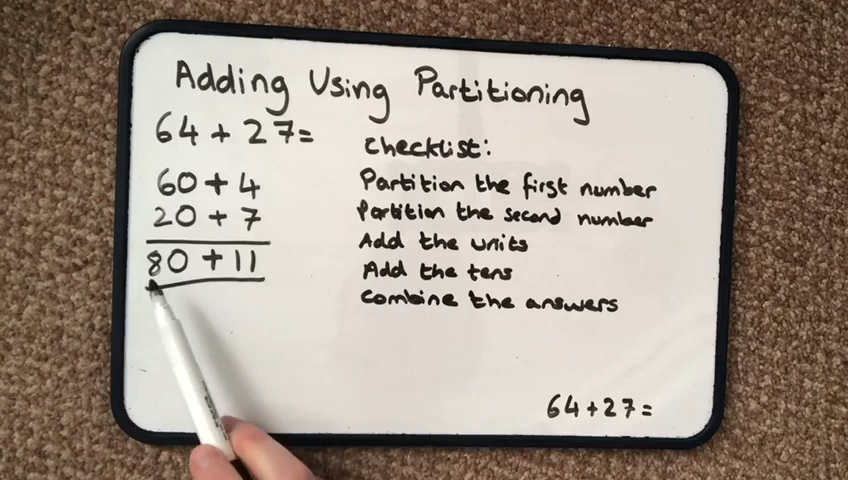 Adding Using Partitioning
64 + 27=
60 + 4
20 + 7
80 + 11
Checklist:
Partition the first number
Partition the second number
Add the units
Add the tens
Combine the answers
64+27=